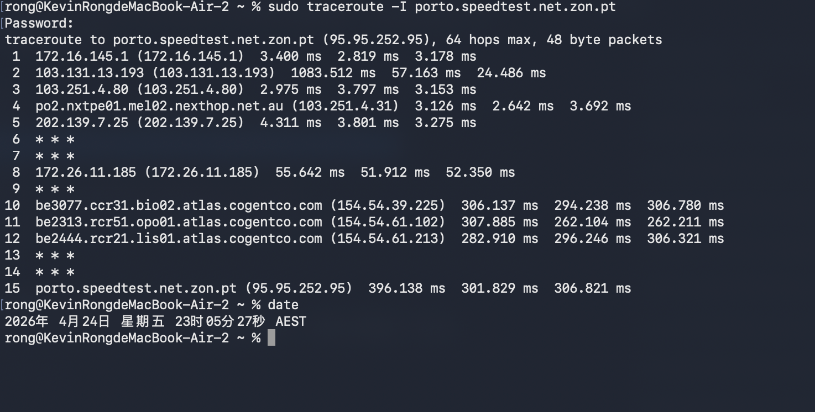 rong@KevinRongdeMacBook-Air-2 ~ % sudo traceroute -I porto.speedtest.net.zon.pt
Password:
traceroute to porto.speedtest.net.zon.pt (95.95.252.95), 64 hops max, 48 byte packets
1 172.16.145.1 (172.16.145.1) 3.400 ms 2.819 ms 3.178 ms
2 103.131.13.193 (103.131.13.193) 1083.512 ms 57.163 ms 24.486 ms
3 103.251.4.80 (103.251.4.80) 2.975 ms 3.797 ms 3.153 ms
4 po2.nxtpe01.mel02.nexthop.net.au (103.251.4.31) 3.126 ms 2.642 ms 3.692 ms
5 202.139.7.25 (202.139.7.25) 4.311 ms 3.801 ms 3.275 ms
6 * * *
7 * * *
8 172.26.11.185 (172.26.11.185) 55.642 ms 51.912 ms 52.350 ms
9 * * *
10 be3077.ccr31.bio02.atlas.cogentco.com (154.54.39.225) 306.137 ms 294.238 ms 306.780 ms
11 be2313.rcr51.opo01.atlas.cogentco.com (154.54.61.102) 307.885 ms 262.104 ms 262.211 ms
12 be2444.rcr21.lis01.atlas.cogentco.com (154.54.61.213) 282.910 ms 296.246 ms 306.321 ms
13 * * *
14 * * *
15 porto.speedtest.net.zon.pt (95.95.252.95) 396.138 ms 301.829 ms 306.821 ms
rong@KevinRongdeMacBook-Air-2 ~ % date
2026年 4月24日 星期五 23时05分27秒 AEST
rong@KevinRongdeMacBook-Air-2 ~ %